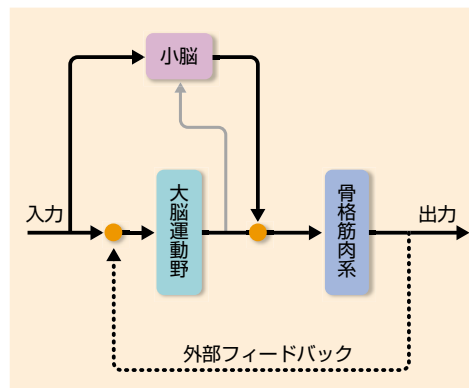 小脳
入力
大脳運動野
骨格筋肉系
出力
外部フィードバック